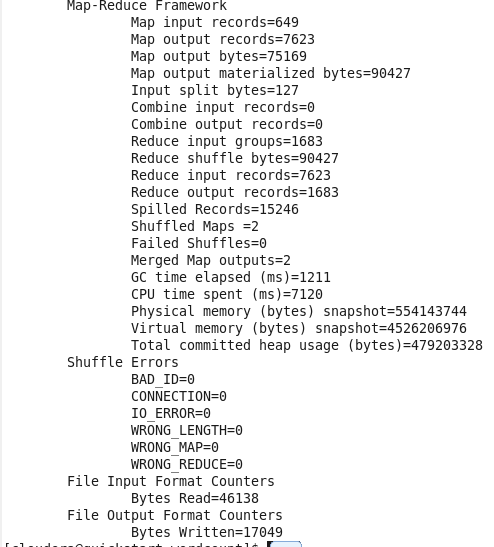 Map-Reduce Framework
Map input records=649
Map output records=7623
Map output bytes=75169
Map output materialized bytes=90427
Input split bytes=127
Combine input records=0
Combine output records=0
Reduce input groups=1683
Reduce shuffle bytes=90427
Reduce input records=7623
Reduce output records=1683
Spilled Records=15246
Shuffled Maps =2
Failed Shuffles=0
Merged Map outputs=2
GC time elapsed (ms)=1211
CPU time spent (ms)=7120
Physical memory (bytes) snapshot=554143744
Virtual memory (bytes) snapshot=4526206976
Total committed heap usage (bytes)=479203328
Shuffle Errors
BAD_ID=0
CONNECTION=0
IO_ERROR=0
WRONG_LENGTH=0
WRONG_MAP=0
WRONG_REDUCE=0
File Input Format Counters
Bytes Read=46138
File Output Format Counters
Bytes Written=17049
[cloudera@quickstart wordcount]$